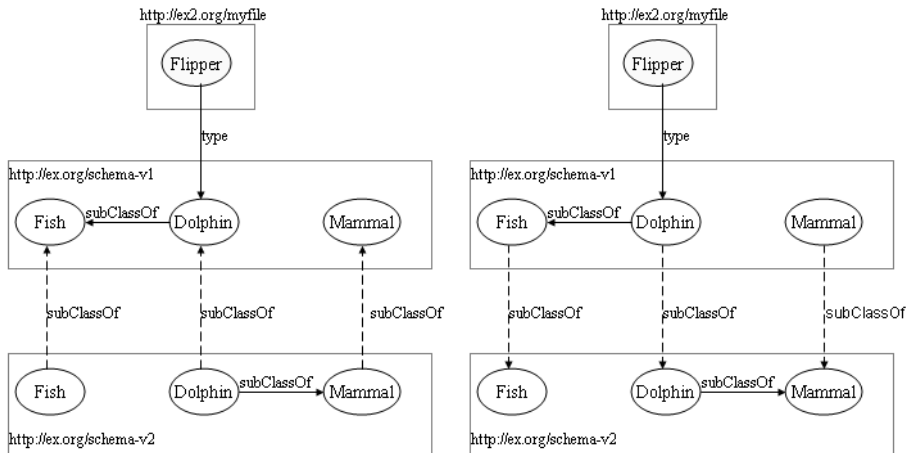 http://ex2.org/myfile
Flipper
type
http://ex.org/schema-v1
Fish
subClassOf
Dolphin
Mammal
subClassOf
subClassOf
subClassOf
Fish
Dolphin
subClassOf
Mammal
http://ex.org/schema-v2
http://ex2.org/myfile
Flipper
type
http://ex.org/schema-v1
Fish
subClassOf
Dolphin
Mammal
subClassOf
subClassOf
subClassOf
Fish
Dolphin
subClassOf
Mammal
http://ex.org/schema-v2